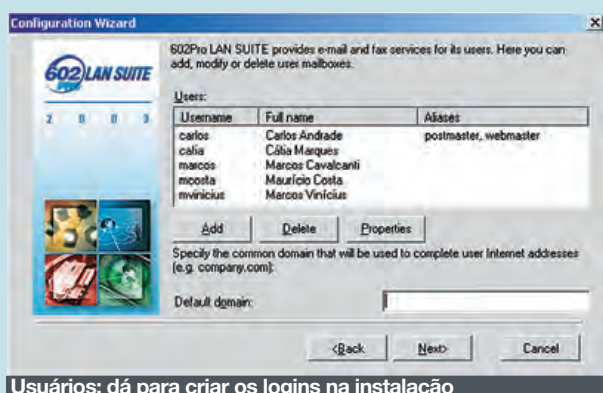 Configuration Wizard
602Pro LAN SUITE provides e-mail and fax services for its users. Here you can
add, modify or delete user mailboxes.
602 LAN SUITE
PRO
2 0 0 3
Users:
Username Full name Aliases
carlos Carlos Andrade postmaster, webmaster
calia Cália Marques
marcos Marcos Cavalcanti
mcosta Maurício Costa
mvinicius Marcos Vinícius
Add Delete Properties
Specify the common domain that will be used to complete user Internet addresses
(e.g. company.com):
Default domain:
<Back Next> Cancel
Usuários: dá para criar os logins na instalação